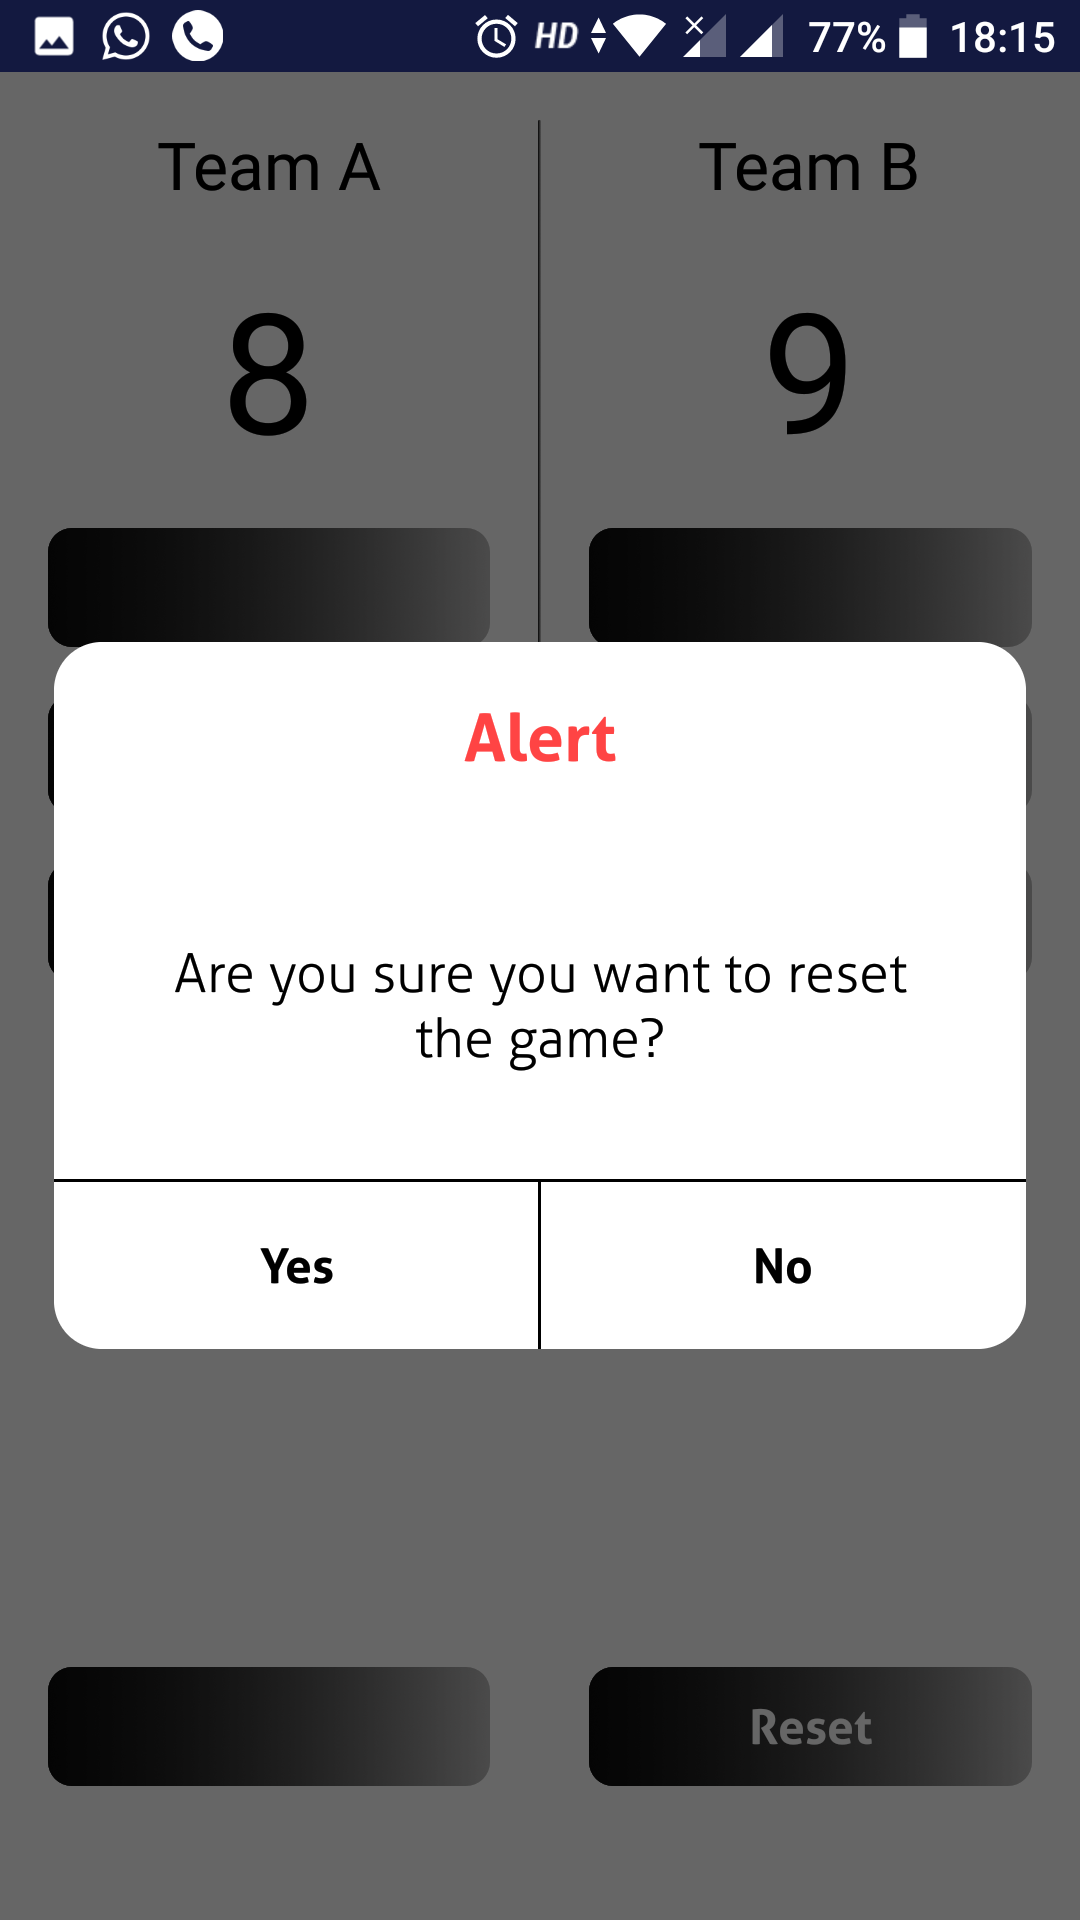 HD 77% 18:15
Team A Team B
8 9
Alert
Are you sure you want to reset
the game?
Yes No
Reset